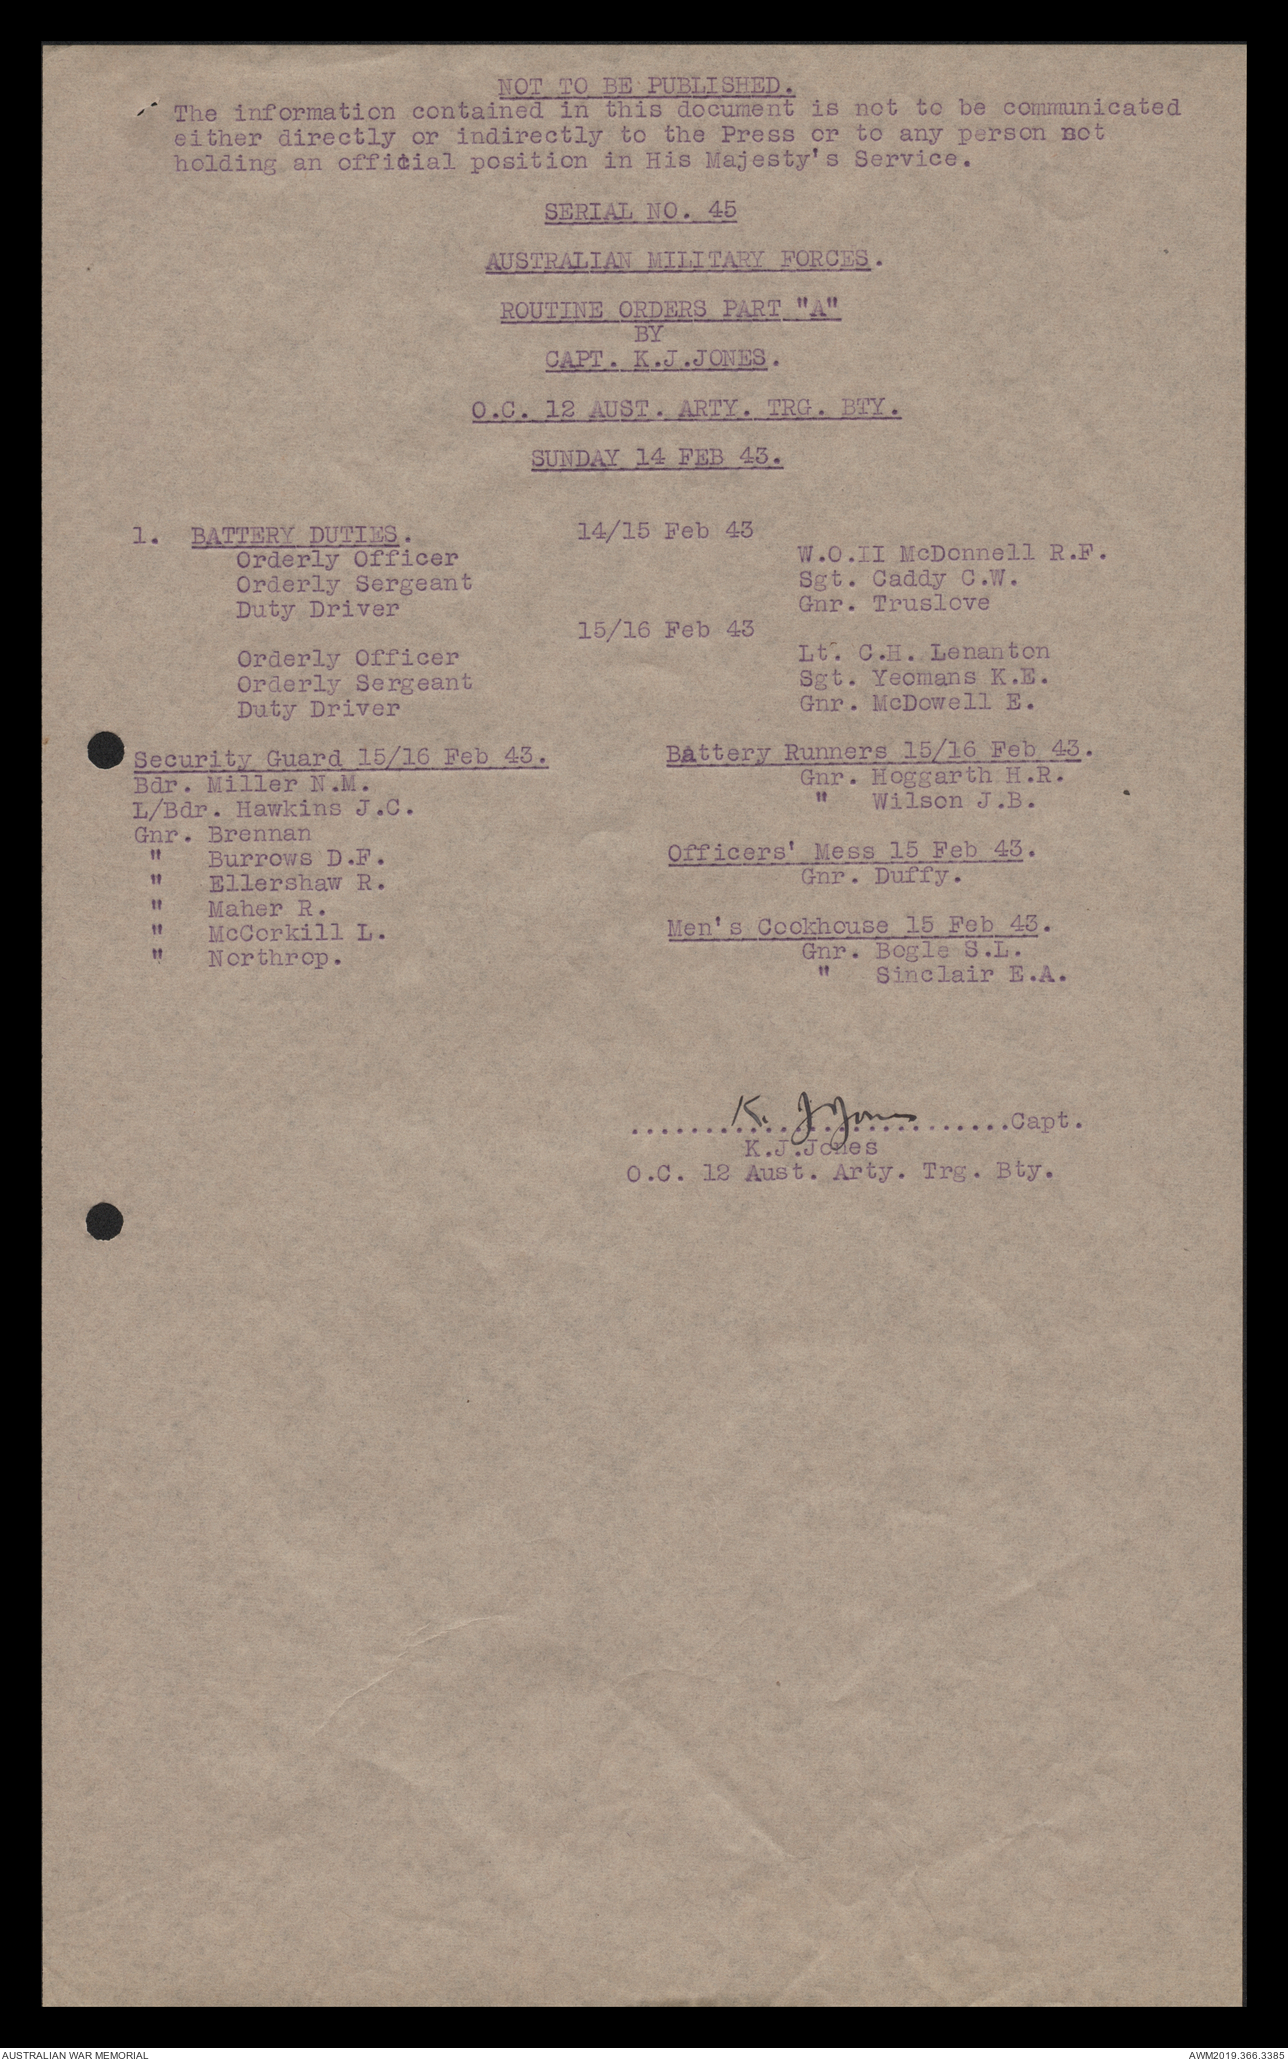 NOT TO BE PUBLISHED.
The information contained in this document is not to be communicated
either directly or indirectly to the Press or to any person not
holding an official position in His Majesty's Service.
SERIAL NO. 45
AUSTRALIAN MILITARY FORCES.
ROUTINE ORDERS PART "A"
BY
CAPT. K.J.JONES.
O.C. 12 AUST. ARTY. TRG. BTY.
SUNDAY 14 FEB 43.
1. BATTERY DUTIES. 14/15 Feb 43
Orderly Officer W.O.II McDonnell R.F.
Orderly Sergeant Sgt. Caddy C.W.
Duty Driver Gnr. Truslove
15/16 Feb 43
Orderly Officer Lt. C.H. Lenanton
Orderly Sergeant Sgt. Yeomans K.E.
Duty Driver Gnr. McDowell E.
Security Guard 15/16 Feb 43.
Bdr. Miller N.M.
L/Bdr. Hawkins J.C.
Gnr. Brennan
" Burrows D.F.
" Ellershaw R.
" Maher R.
" McCorkill L.
" Northrop.
Battery Runners 15/16 Feb 43.
Gnr. Hoggarth H.R.
" Wilson J.B.
Officers' Mess 15 Feb 43.
Gnr. Duffy.
Men's Cookhouse 15 Feb 43.
Gnr. Bogle S.L.
" Sinclair E.A.
K. J Jones
..........................Capt.
K.J.Jones
O.C. 12 Aust. Arty. Trg. Bty.
AUSTRALIAN WAR MEMORIAL
AWM2019.366.3385